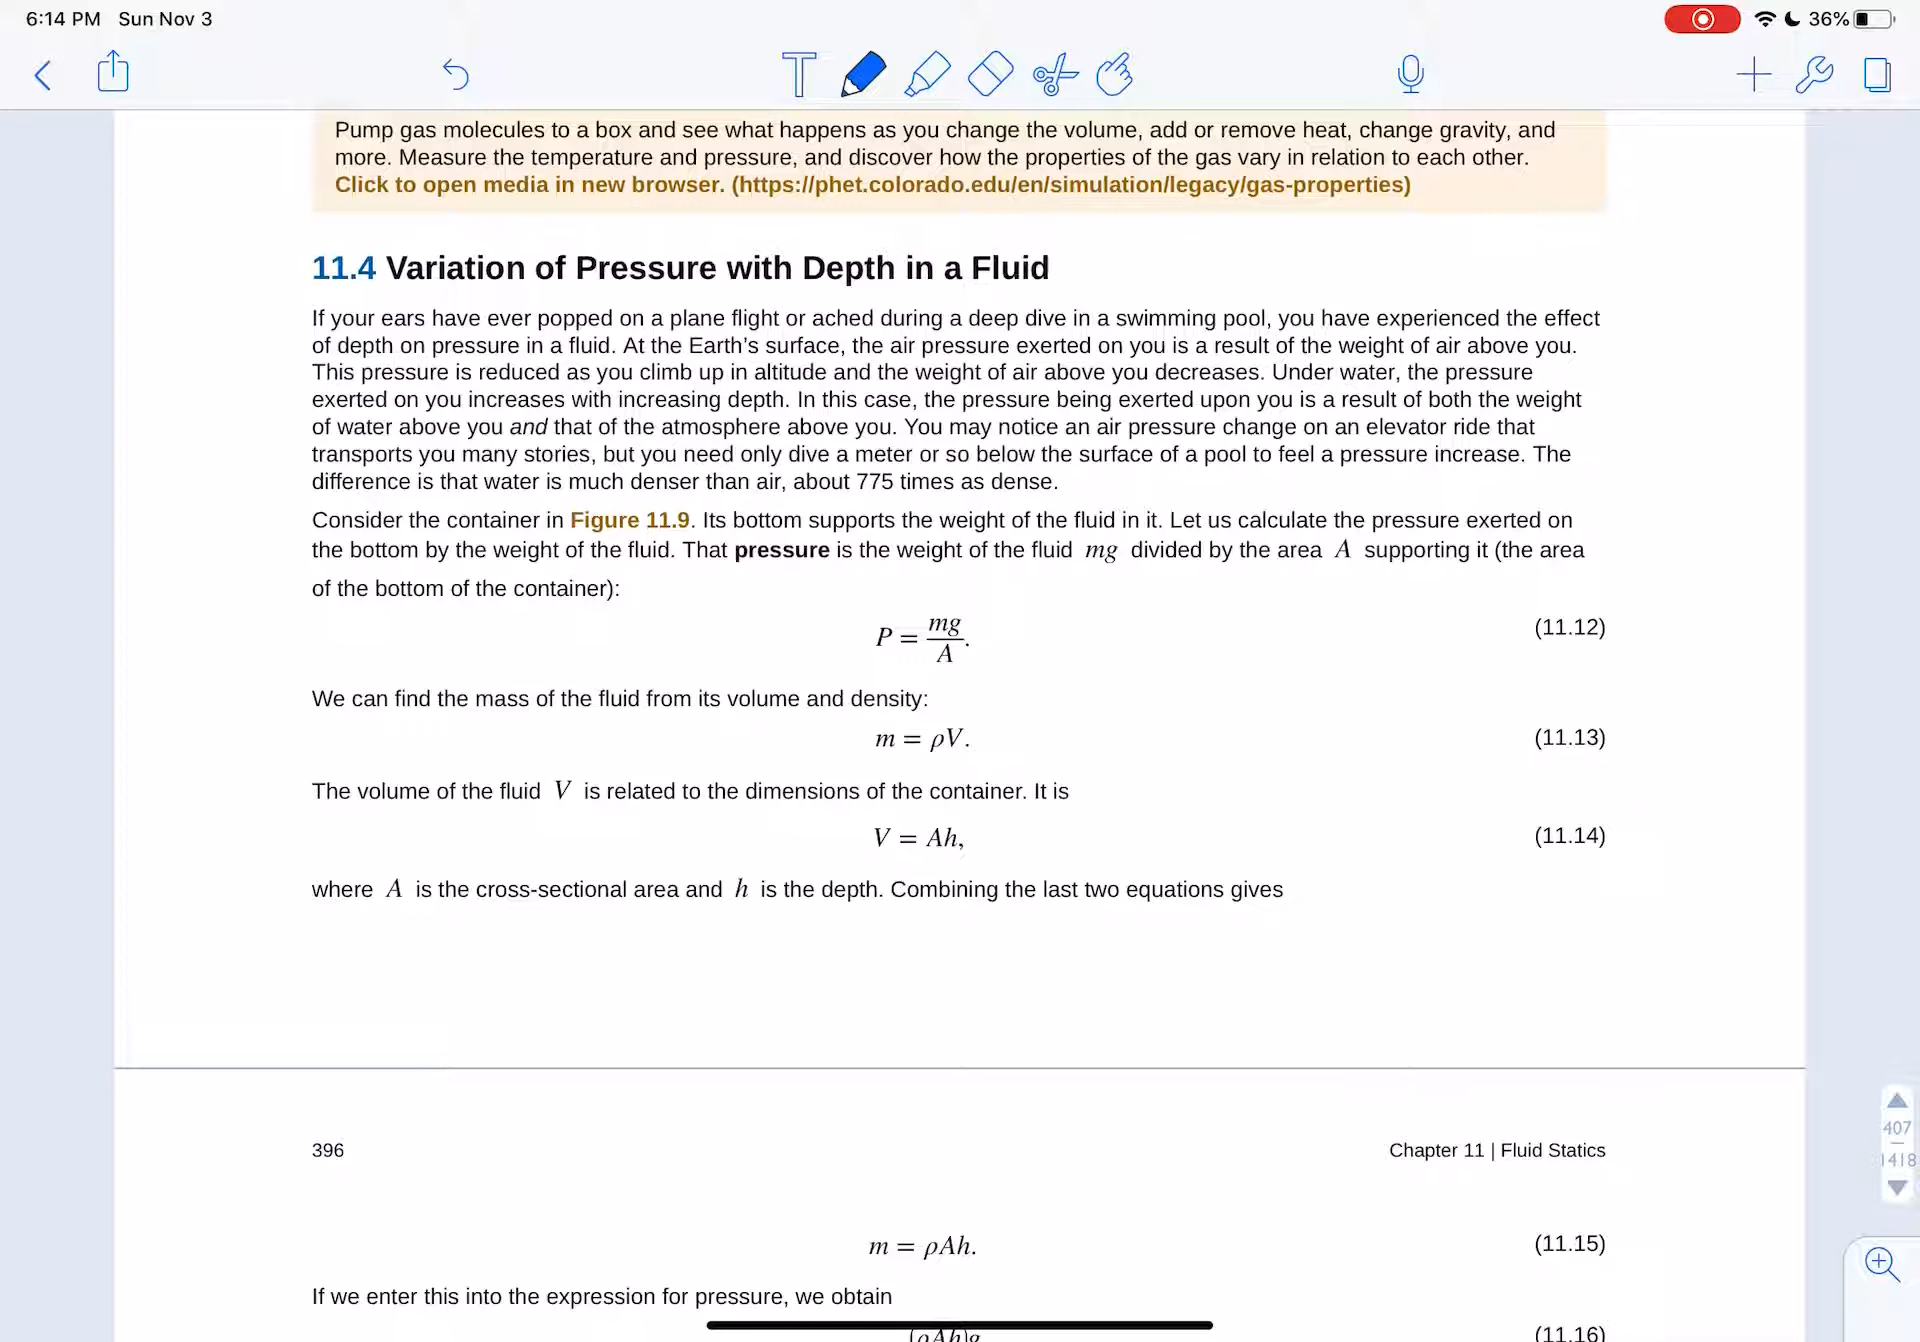 6:14 PM Sun Nov 3
36%
Pump gas molecules to a box and see what happens as you change the volume, add or remove heat, change gravity, and
more. Measure the temperature and pressure, and discover how the properties of the gas vary in relation to each other.
Click to open media in new browser. (https://phet.colorado.edu/en/simulation/legacy/gas-properties)
11.4 Variation of Pressure with Depth in a Fluid
If your ears have ever popped on a plane flight or ached during a deep dive in a swimming pool, you have experienced the effect
of depth on pressure in a fluid. At the Earth’s surface, the air pressure exerted on you is a result of the weight of air above you.
This pressure is reduced as you climb up in altitude and the weight of air above you decreases. Under water, the pressure
exerted on you increases with increasing depth. In this case, the pressure being exerted upon you is a result of both the weight
of water above you and that of the atmosphere above you. You may notice an air pressure change on an elevator ride that
transports you many stories, but you need only dive a meter or so below the surface of a pool to feel a pressure increase. The
difference is that water is much denser than air, about 775 times as dense.
Consider the container in Figure 11.9. Its bottom supports the weight of the fluid in it. Let us calculate the pressure exerted on
the bottom by the weight of the fluid. That pressure is the weight of the fluid mg divided by the area A supporting it (the area
of the bottom of the container):
P = mg/A. (11.12)
We can find the mass of the fluid from its volume and density:
m = ρV. (11.13)
The volume of the fluid V is related to the dimensions of the container. It is
V = Ah, (11.14)
where A is the cross-sectional area and h is the depth. Combining the last two equations gives
407
1418
396 Chapter 11 | Fluid Statics
m = ρAh. (11.15)
If we enter this into the expression for pressure, we obtain
(ρAh)g (11.16)